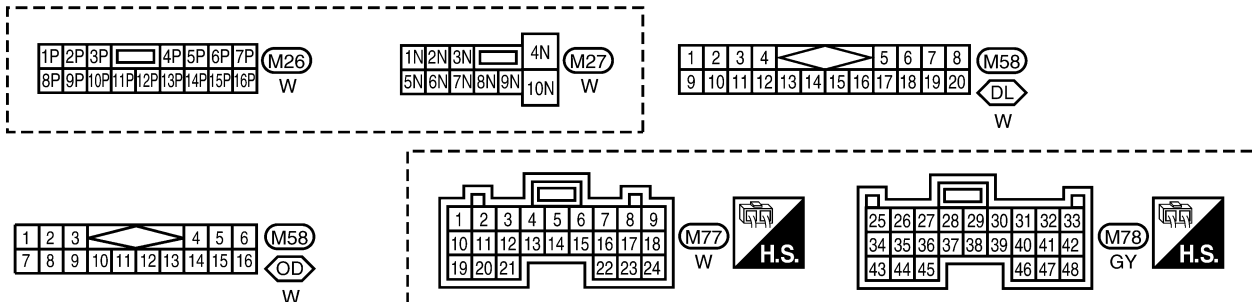 1P 2P 3P 4P 5P 6P 7P M26
8P 9P 10P 11P 12P 13P 14P 15P 16P W
1N 2N 3N 4N M27
5N 6N 7N 8N 9N 10N W
1 2 3 4 5 6 7 8 M58
9 10 11 12 13 14 15 16 17 18 19 20 DL
W
1 2 3 4 5 6 M58
7 8 9 10 11 12 13 14 15 16 OD
W
1 2 3 4 5 6 7 8 9
10 11 12 13 14 15 16 17 18 M77
19 20 21 22 23 24 W
H.S.
25 26 27 28 29 30 31 32 33
34 35 36 37 38 39 40 41 42 M78
43 44 45 46 47 48 GY
H.S.